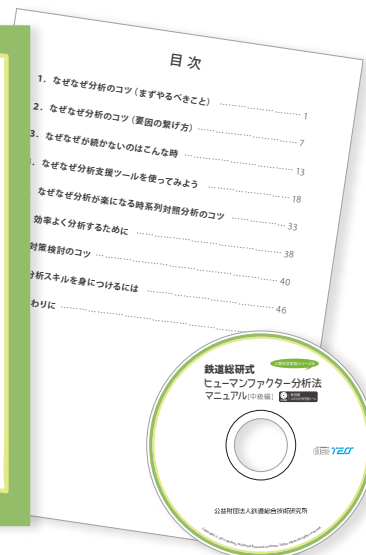 目次
1. なぜなぜ分析のコツ（まずやるべきこと） 1
2. なぜなぜ分析のコツ（要因の繋げ方） 7
3. なぜなぜが続かないのはこんな時 13
. なぜなぜ分析支援ツールを使ってみよう 18
なぜなぜ分析が楽になる時系列対照分析のコツ 33
効率よく分析するために 38
対策検討のコツ 40
分析スキルを身につけるには 46
わりに
鉄道総研式
ヒューマンファクター分析法
マニュアル[中級編]
公益財団法人鉄道総合技術研究所